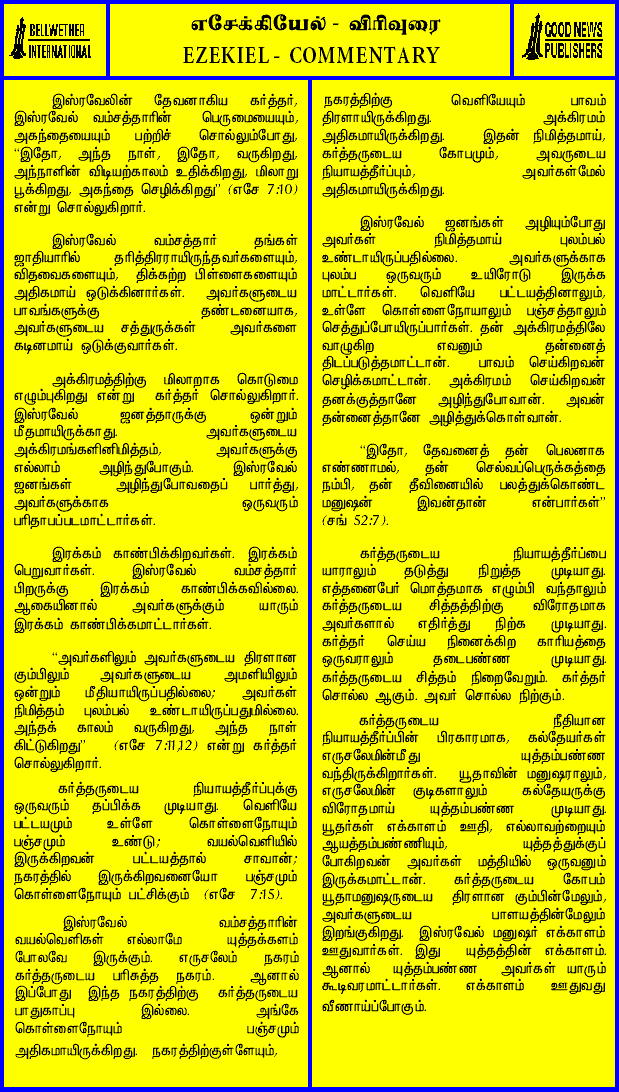 BELLWETHER
INTERNATIONAL
எசேக்கியேல் - விரிவுரை
EZEKIEL - COMMENTARY
GOOD NEWS
PUBLISHERS
இஸ்ரவேலின் தேவனாகிய கர்த்தர்,
இஸ்ரவேல் வம்சத்தாரின் பெருமையையும்,
அகந்தையையும் பற்றிச் சொல்லும்போது,
“இதோ, அந்த நாள், இதோ, வருகிறது,
அந்நாளின் விடியற்காலம் உதிக்கிறது, மிலாறு
பூக்கிறது, அகந்தை செழிக்கிறது” (எசே 7:10)
என்று சொல்லுகிறார்.
இஸ்ரவேல் வம்சத்தார் தங்கள்
ஜாதியாரில் தரித்திரராயிருந்தவர்களையும்,
விதவைகளையும், திக்கற்ற பிள்ளைகளையும்
அதிகமாய் ஒடுக்கினார்கள். அவர்களுடைய
பாவங்களுக்கு தண்டனையாக,
அவர்களுடைய சத்துருக்கள் அவர்களை
கடினமாய் ஒடுக்குவார்கள்.
அக்கிரமத்திற்கு மிலாறாக கொடுமை
எழும்புகிறது என்று கர்த்தர் சொல்லுகிறார்.
இஸ்ரவேல் ஜனத்தாருக்கு ஒன்றும்
மீதமாயிருக்காது. அவர்களுடைய
அக்கிரமங்களினிமித்தம், அவர்களுக்கு
எல்லாம் அழிந்துபோகும். இஸ்ரவேல்
ஜனங்கள் அழிந்துபோவதைப் பார்த்து,
அவர்களுக்காக ஒருவரும்
பரிதாபப்படமாட்டார்கள்.
இரக்கம் காண்பிக்கிறவர்கள். இரக்கம்
பெறுவார்கள். இஸ்ரவேல் வம்சத்தார்
பிறருக்கு இரக்கம் காண்பிக்கவில்லை.
ஆகையினால் அவர்களுக்கும் யாரும்
இரக்கம் காண்பிக்கமாட்டார்கள்.
“அவர்களிலும் அவர்களுடைய திரளான
கும்பிலும் அவர்களுடைய அமளியிலும்
ஒன்றும் மீதியாயிருப்பதில்லை; அவர்கள்
நிமித்தம் புலம்பல் உண்டாயிருப்பதுமில்லை.
அந்தக் காலம் வருகிறது, அந்த நாள்
கிட்டுகிறது” (எசே 7:11,12) என்று கர்த்தர்
சொல்லுகிறார்.
கர்த்தருடைய நியாயத்தீர்ப்புக்கு
ஒருவரும் தப்பிக்க முடியாது. வெளியே
பட்டயமும் உள்ளே கொள்ளைநோயும்
பஞ்சமும் உண்டு; வயல்வெளியில்
இருக்கிறவன் பட்டயத்தால் சாவான்;
நகரத்தில் இருக்கிறவனையோ பஞ்சமும்
கொள்ளைநோயும் பட்சிக்கும் (எசே 7:15).
இஸ்ரவேல் வம்சத்தாரின்
வயல்வெளிகள் எல்லாமே யுத்தக்களம்
போலவே இருக்கும். எருசலேம் நகரம்
கர்த்தருடைய பரிசுத்த நகரம். ஆனால்
இப்போது இந்த நகரத்திற்கு கர்த்தருடைய
பாதுகாப்பு இல்லை. அங்கே
கொள்ளைநோயும் பஞ்சமும்
அதிகமாயிருக்கிறது. நகரத்திற்குள்ளேயும்,
நகரத்திற்கு வெளியேயும் பாவம்
திரளாயிருக்கிறது. அக்கிரமம்
அதிகமாயிருக்கிறது. இதன் நிமித்தமாய்,
கர்த்தருடைய கோபமும், அவருடைய
நியாயத்தீர்ப்பும், அவர்கள்மேல்
அதிகமாயிருக்கிறது.
இஸ்ரவேல் ஜனங்கள் அழியும்போது
அவர்கள் நிமித்தமாய் புலம்பல்
உண்டாயிருப்பதில்லை. அவர்களுக்காக
புலம்ப ஒருவரும் உயிரோடு இருக்க
மாட்டார்கள். வெளியே பட்டயத்தினாலும்,
உள்ளே கொள்ளைநோயாலும் பஞ்சத்தாலும்
செத்துப்போயிருப்பார்கள். தன் அக்கிரமத்திலே
வாழுகிற எவனும் தன்னைத்
திடப்படுத்தமாட்டான். பாவம் செய்கிறவன்
செழிக்கமாட்டான். அக்கிரமம் செய்கிறவன்
தனக்குத்தானே அழிந்துபோவான். அவன்
தன்னைத்தானே அழித்துக்கொள்வான்.
“இதோ, தேவனைத் தன் பெலனாக
எண்ணாமல், தன் செல்வப்பெருக்கத்தை
நம்பி, தன் தீவினையில் பலத்துக்கொண்ட
மனுஷன் இவன்தான் என்பார்கள்”
(சங் 52:7).
கர்த்தருடைய நியாயத்தீர்ப்பை
யாராலும் தடுத்து நிறுத்த முடியாது.
எத்தனைபேர் மொத்தமாக எழும்பி வந்தாலும்
கர்த்தருடைய சித்தத்திற்கு விரோதமாக
அவர்களால் எதிர்த்து நிற்க முடியாது.
கர்த்தர் செய்ய நினைக்கிற காரியத்தை
ஒருவராலும் தடைபண்ண முடியாது.
கர்த்தருடைய சித்தம் நிறைவேறும். கர்த்தர்
சொல்ல ஆகும். அவர் சொல்ல நிற்கும்.
கர்த்தருடைய நீதியான
நியாயத்தீர்ப்பின் பிரகாரமாக, கல்தேயர்கள்
எருசலேமின்மீது யுத்தம்பண்ண
வந்திருக்கிறார்கள். யூதாவின் மனுஷராலும்,
எருசலேமின் குடிகளாலும் கல்தேயருக்கு
விரோதமாய் யுத்தம்பண்ண முடியாது.
யூதர்கள் எக்காளம் ஊதி, எல்லாவற்றையும்
ஆயத்தம்பண்ணியும், யுத்தத்துக்குப்
போகிறவன் அவர்கள் மத்தியில் ஒருவனும்
இருக்கமாட்டான். கர்த்தருடைய கோபம்
யூதாமனுஷருடைய திரளான கும்பின்மேலும்,
அவர்களுடைய பாளயத்தின்மேலும்
இறங்குகிறது. இஸ்ரவேல் மனுஷர் எக்காளம்
ஊதுவார்கள். இது யுத்தத்தின் எக்காளம்.
ஆனால் யுத்தம்பண்ண அவர்கள் யாரும்
கூடிவரமாட்டார்கள். எக்காளம் ஊதுவது
வீணாய்ப்போகும்.